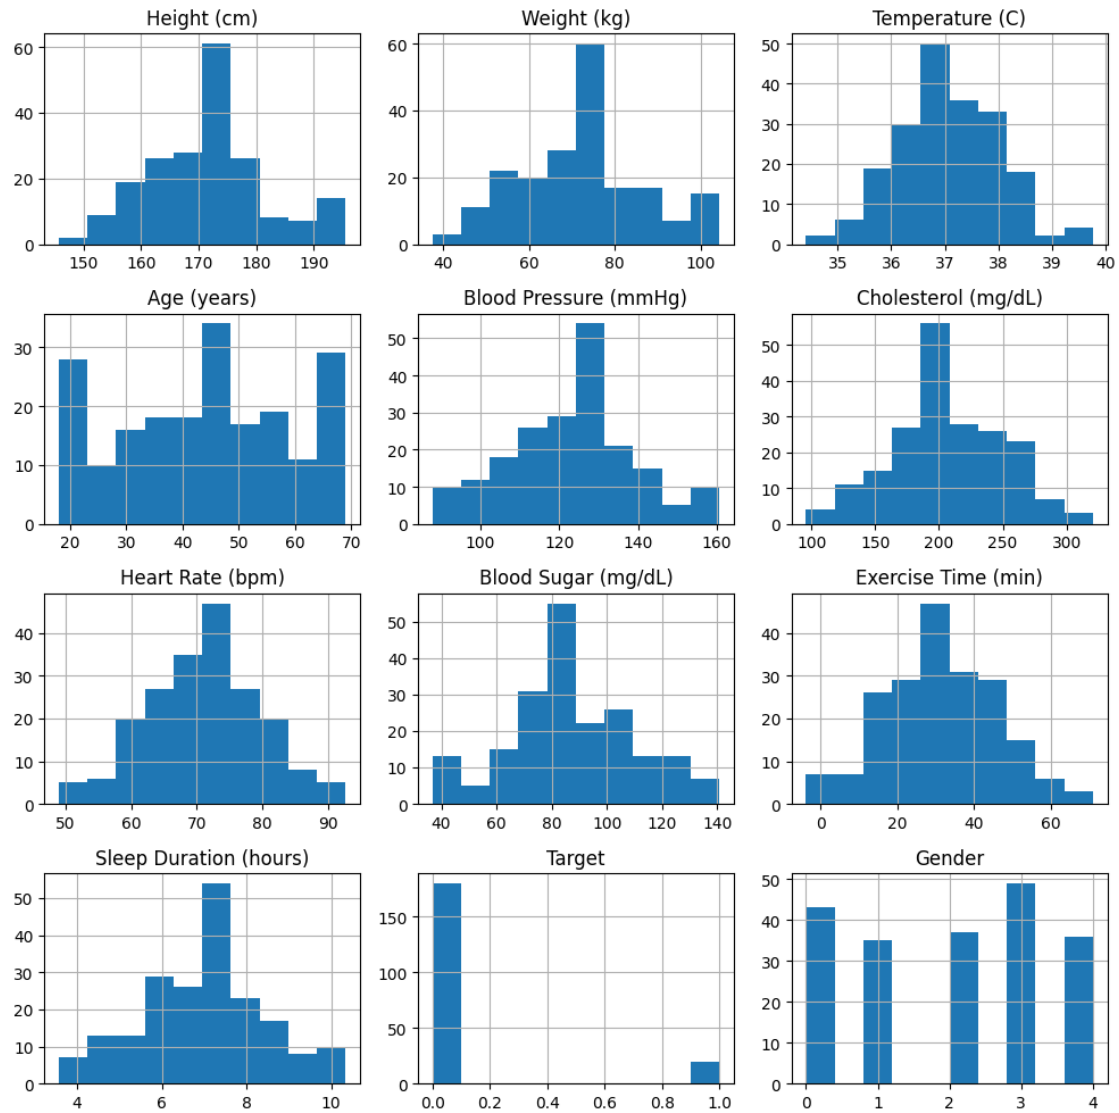 Height (cm) Weight (kg) Temperature (C)
60 60 50
40 40 40
30
20 20 20
10
0 0 0
150 160 170 180 190 40 60 80 100 35 36 37 38 39 40
Age (years) Blood Pressure (mmHg) Cholesterol (mg/dL)
30 50 50
40 40
20 30 30
20 20
10 10 10
0 0 0
20 30 40 50 60 70 100 120 140 160 100 150 200 250 300
Heart Rate (bpm) Blood Sugar (mg/dL) Exercise Time (min)
40 50 40
30 40 30
30
20 20 20
10 10 10
0 0 0
50 60 70 80 90 40 60 80 100 120 140 0 20 40 60
Sleep Duration (hours) Target Gender
50 150 50
40 40
30 100 30
20 50 20
10 10
0 0 0
4 6 8 10 0.0 0.2 0.4 0.6 0.8 1.0 0 1 2 3 4